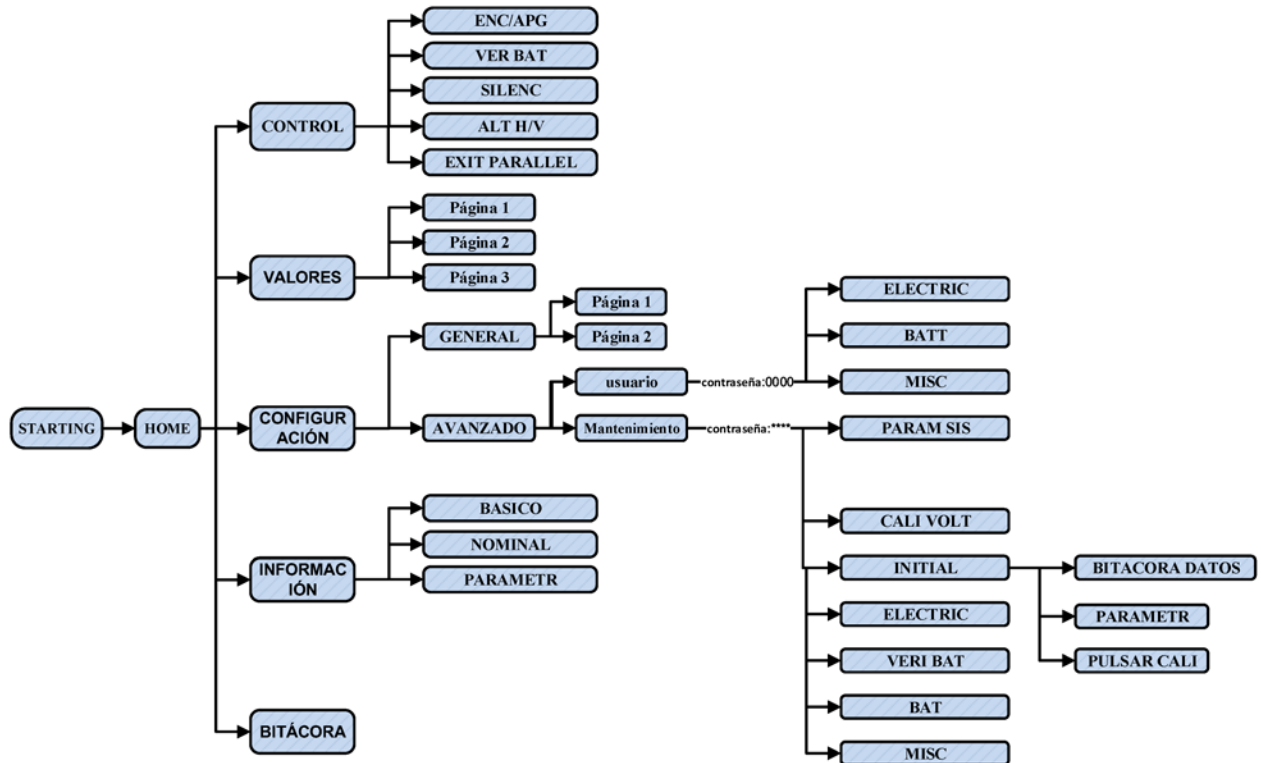 STARTING
HOME
CONTROL
ENC/APG
VER BAT
SILENC
ALT H/V
EXIT PARALLEL
VALORES
Página 1
Página 2
Página 3
CONFIGUR
ACIÓN
GENERAL
Página 1
Página 2
AVANZADO
usuario
contraseña:0000
ELECTRIC
BATT
MISC
Mantenimiento
contraseña:****
PARAM SIS
CALI VOLT
INITIAL
BITACORA DATOS
PARAMETR
PULSAR CALI
ELECTRIC
VERI BAT
BAT
MISC
INFORMAC
IÓN
BASICO
NOMINAL
PARAMETR
BITÁCORA